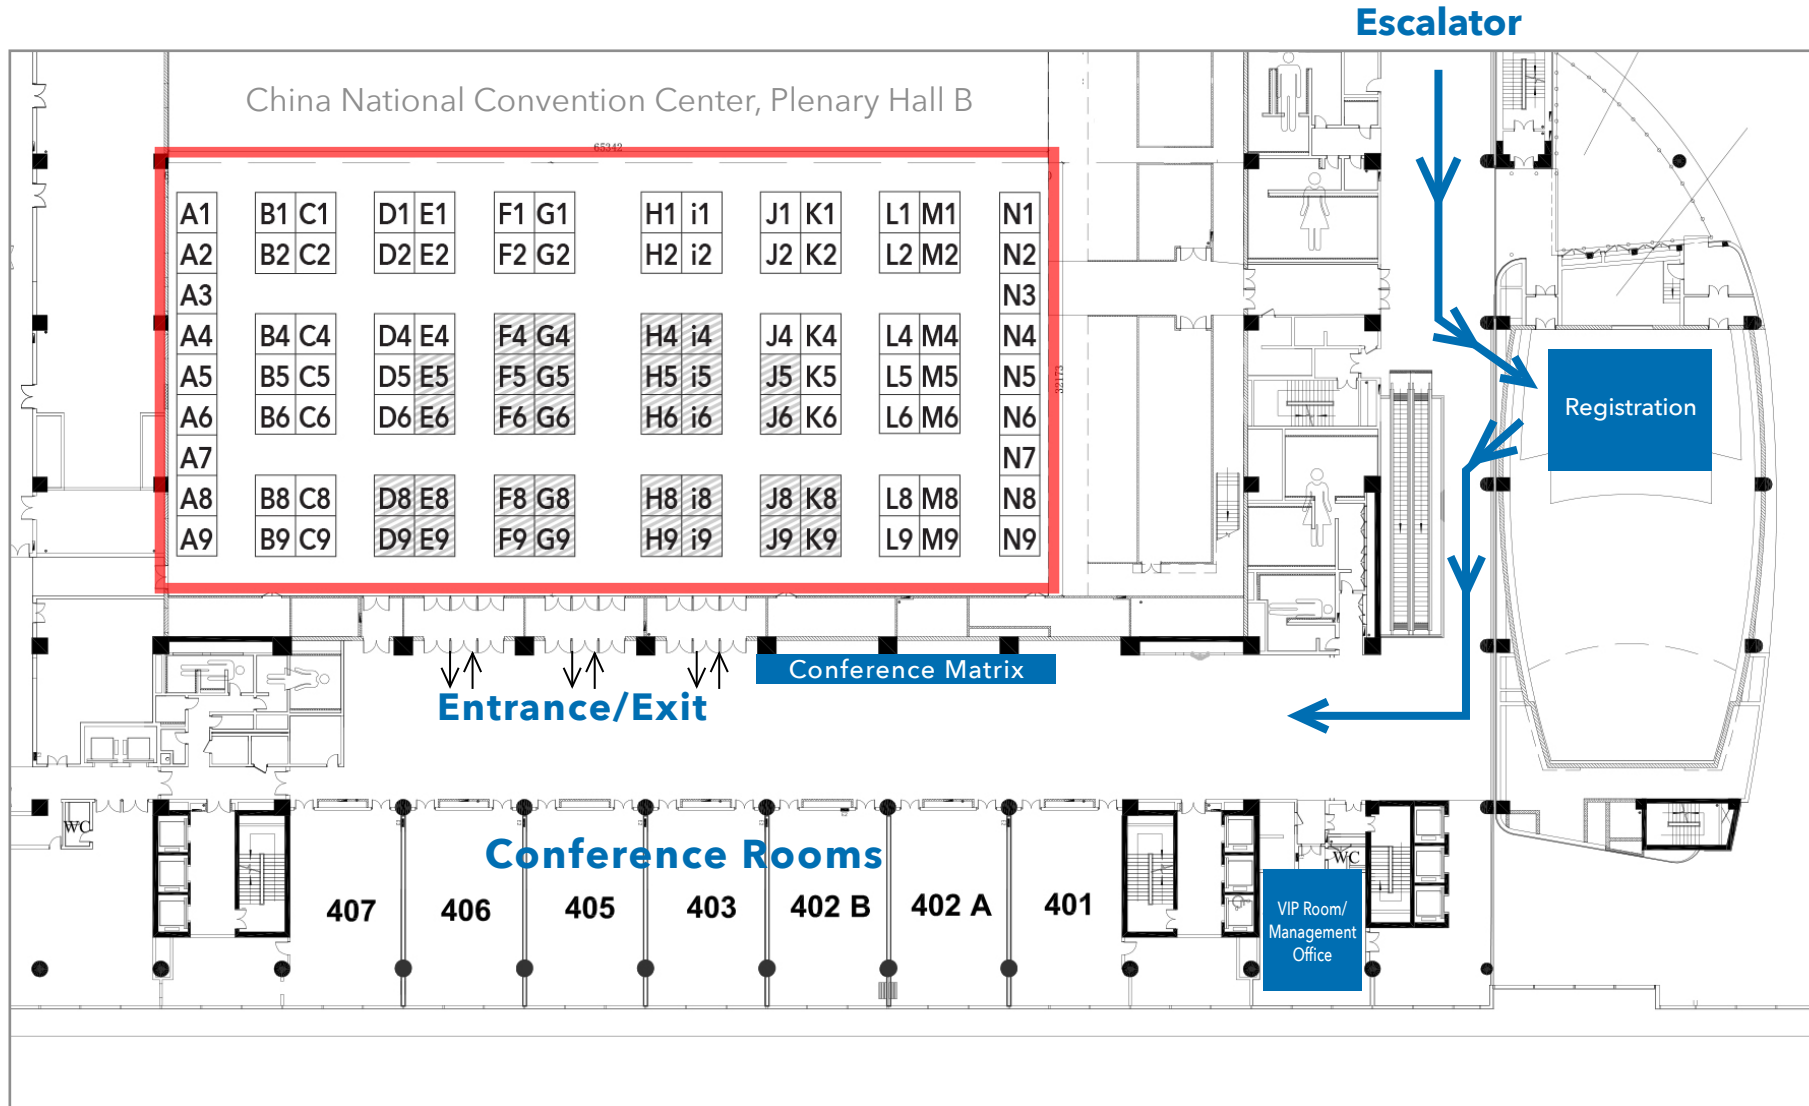 Escalator
China National Convention Center, Plenary Hall B
65342
A1 B1 C1 D1 E1 F1 G1 H1 i1 J1 K1 L1 M1 N1
A2 B2 C2 D2 E2 F2 G2 H2 i2 J2 K2 L2 M2 N2
A3 N3
A4 B4 C4 D4 E4 F4 G4 H4 i4 J4 K4 L4 M4 N4
A5 B5 C5 D5 E5 F5 G5 H5 i5 J5 K5 L5 M5 N5
32173
A6 B6 C6 D6 E6 F6 G6 H6 i6 J6 K6 L6 M6 N6
Registration
A7 N7
A8 B8 C8 D8 E8 F8 G8 H8 i8 J8 K8 L8 M8 N8
A9 B9 C9 D9 E9 F9 G9 H9 i9 J9 K9 L9 M9 N9
Conference Matrix
Entrance/Exit
WC
Conference Rooms
WC
407 406 405 403 402 B 402 A 401
VIP Room/
Management
Office